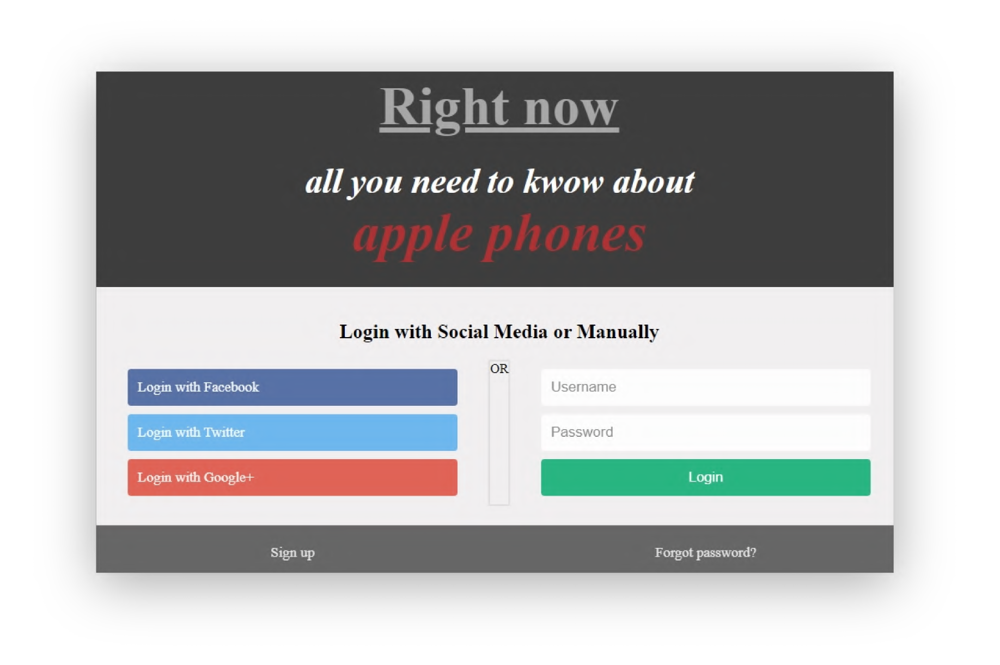 Right now
all you need to kwow about
apple phones
Login with Social Media or Manually
Login with Facebook
Login with Twitter
Login with Google+
OR
Username
Password
Login
Sign up
Forgot password?